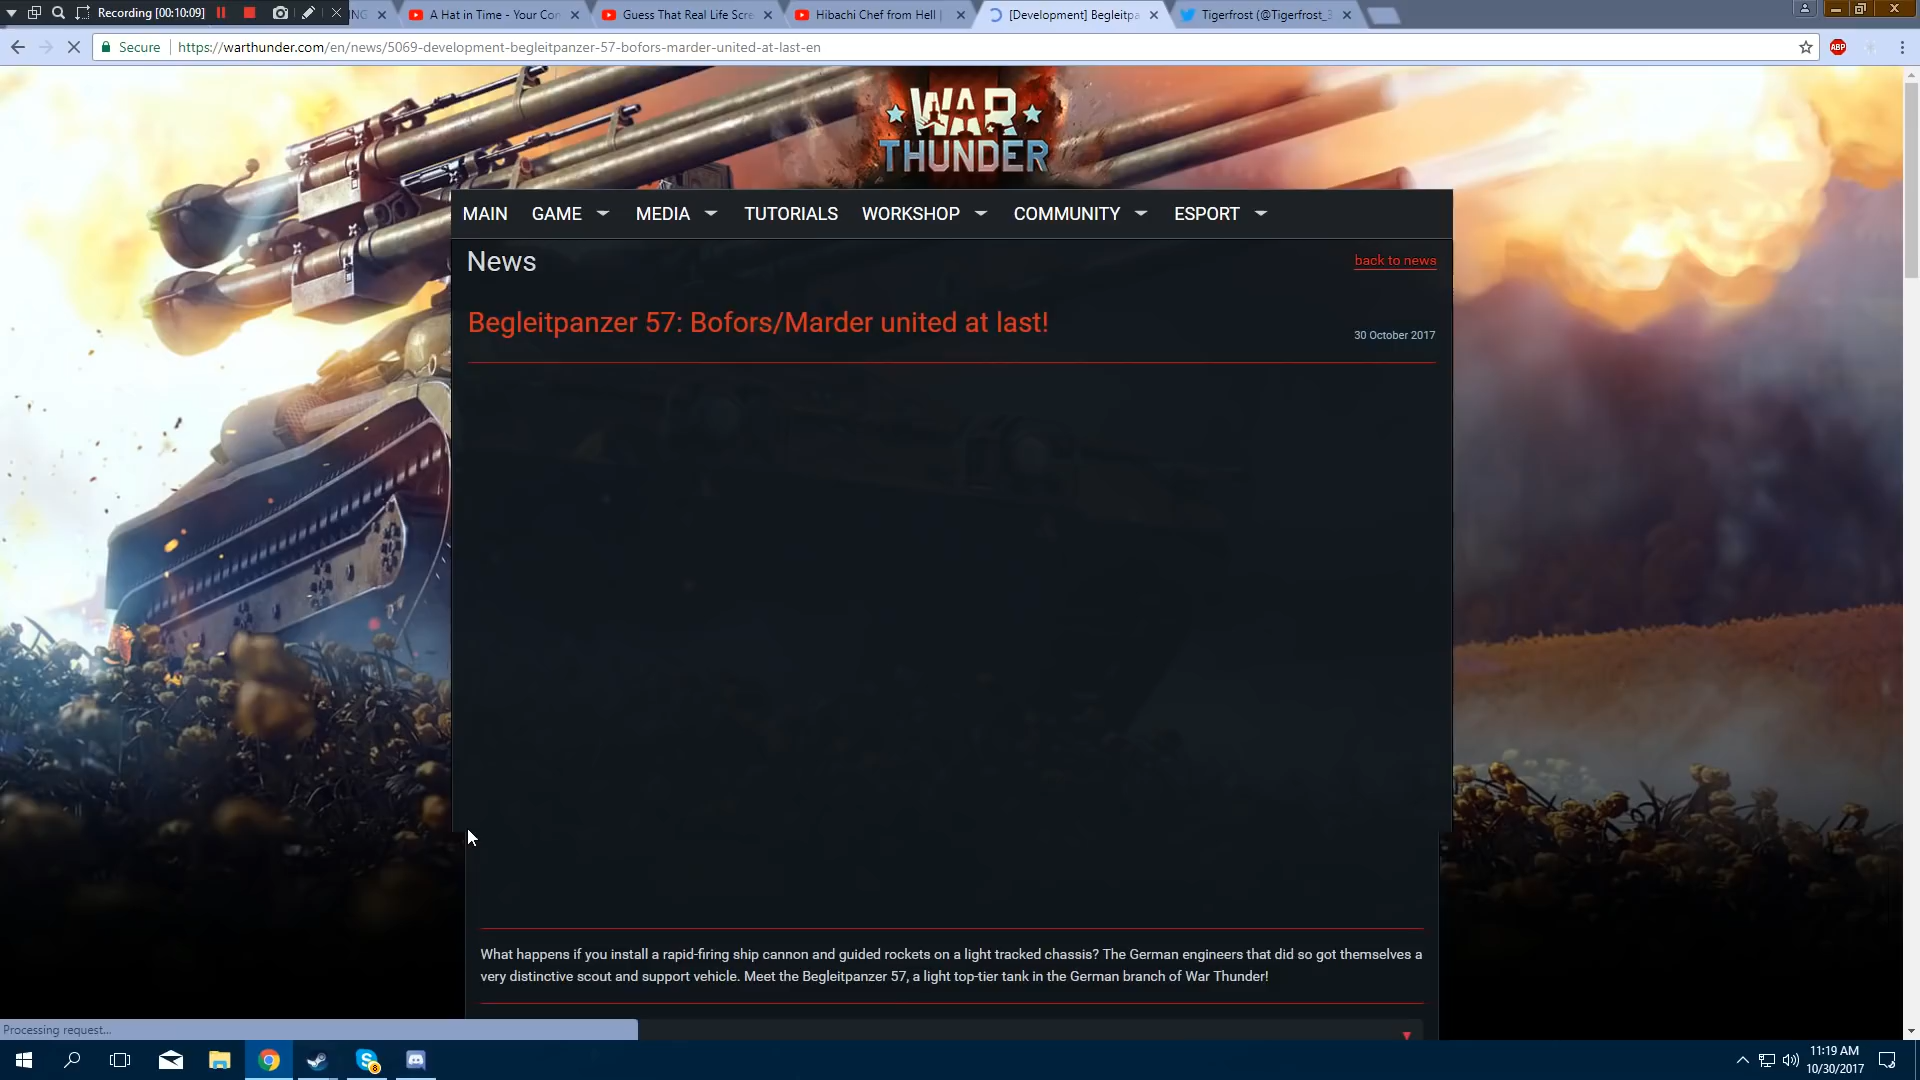 Recording [00:10:09]
NG
A Hat in Time - Your Con
Guess That Real Life Scre
Hibachi Chef from Hell |
[Development] Begleitpa
Tigerfrost (@Tigerfrost_
Secure
https://warthunder.com/en/news/5069-development-begleitpanzer-57-bofors-marder-united-at-last-en
ABP
WAR
THUNDER
MAIN
GAME
MEDIA
TUTORIALS
WORKSHOP
COMMUNITY
ESPORT
News
back to news
Begleitpanzer 57: Bofors/Marder united at last!
30 October 2017
What happens if you install a rapid-firing ship cannon and guided rockets on a light tracked chassis? The German engineers that did so got themselves a
very distinctive scout and support vehicle. Meet the Begleitpanzer 57, a light top-tier tank in the German branch of War Thunder!
Processing request...
8
11:19 AM
10/30/2017